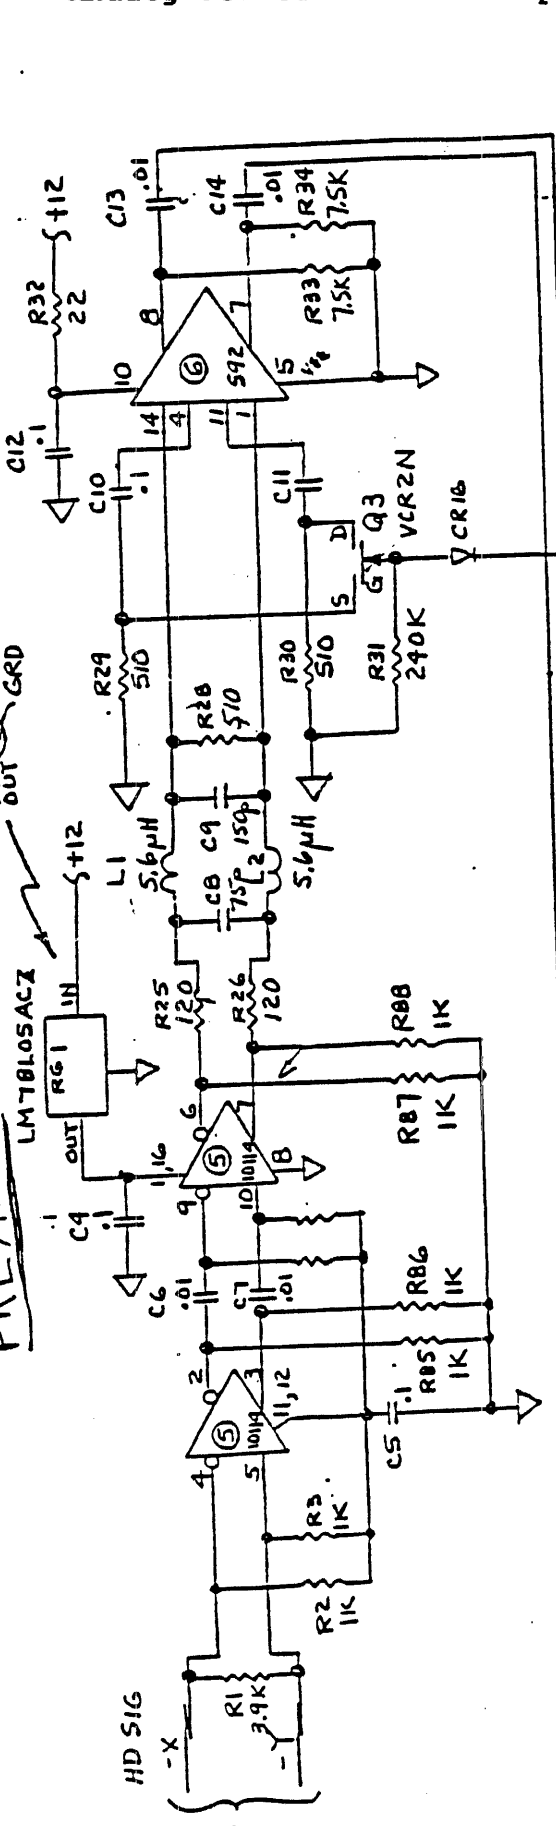 HD SIG
-X
-Y
R1
3.9K
R2
1K
R3
1K
4
5
⑤
10114
2
3
11,12
C5
.1
R85
1K
R86
1K
C6
.01
C7
.01
9
10
⑤
10114
6
7
8
1,16
C4
.1
OUT
LM78L05ACZ
RG1
IN
+12
OUT
GRD
R87
1K
R88
1K
R25
120
R26
120
C8
75p
L1
5.6µH
L2
5.6µH
C9
150p
R28
510
R29
510
R30
510
R31
240K
C10
.1
C11
S
D
G
Q3
VCR2N
CR16
14
4
11
1
⑥
592
10
5
8
7
C12
.1
R32
22
+12
C13
.01
C14
.01
R33
7.5K
R34
7.5K